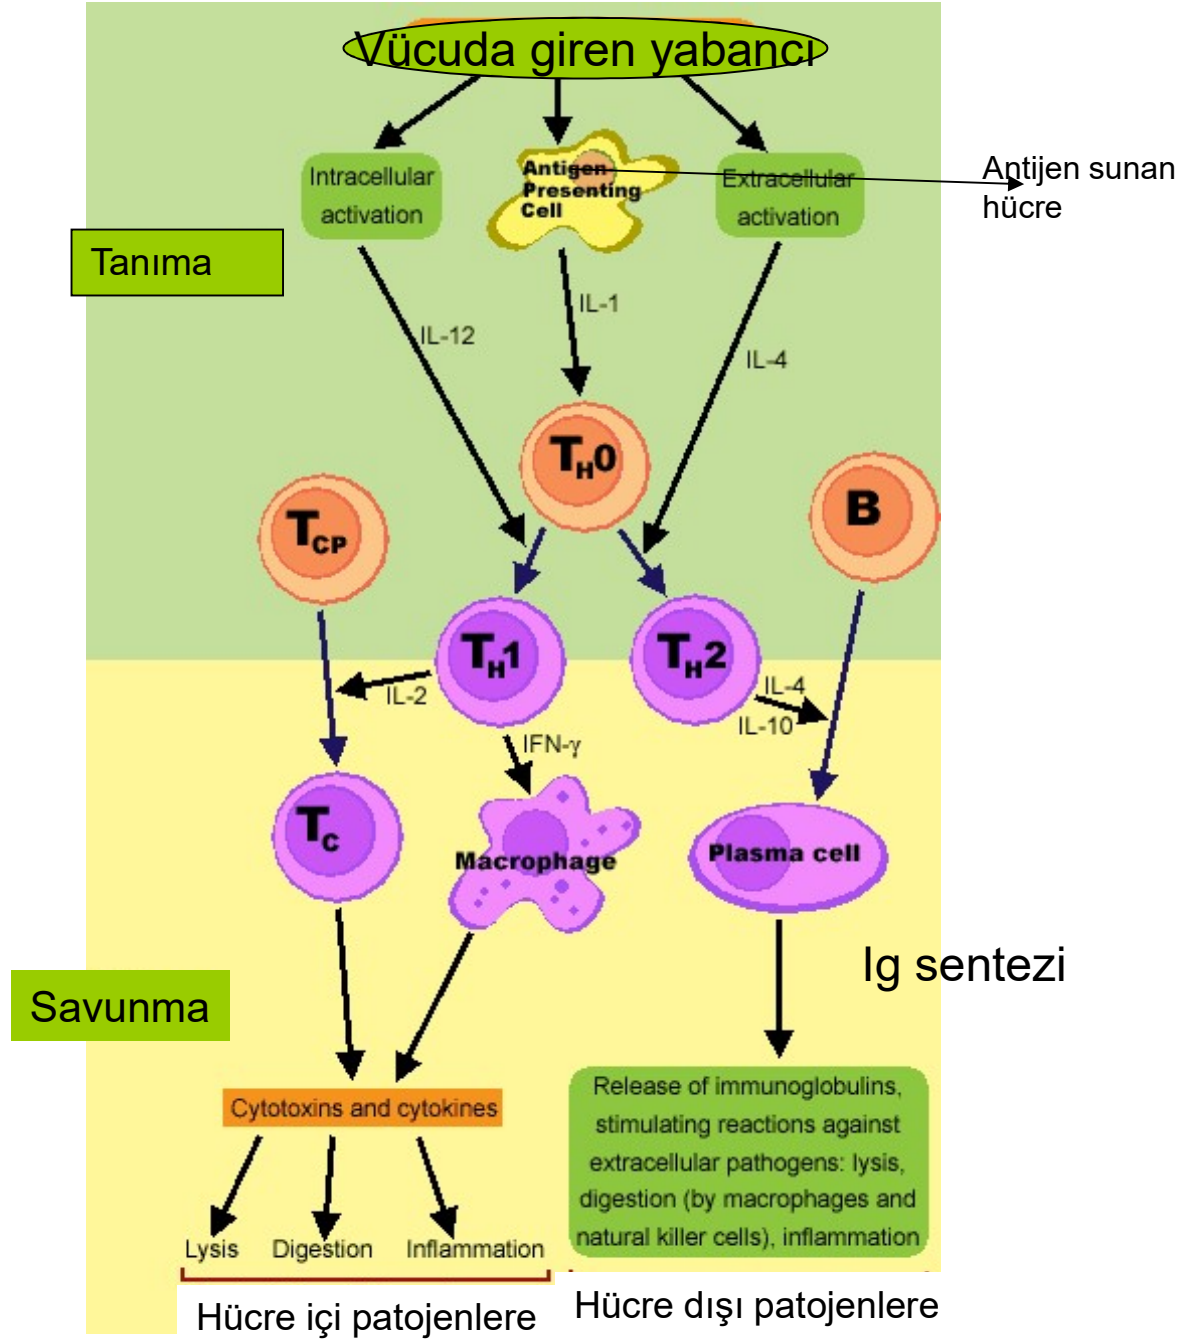 Vücuda giren yabancı
Intracellular
activation
Antigen
Presenting
Cell
Extracellular
activation
Antijen sunan
hücre
Tanıma
IL-1
IL-12
IL-4
TH0
TCP
B
TH1
TH2
IL-2
IL-4
IL-10
IFN-γ
TC
Macrophage
Plasma cell
Ig sentezi
Savunma
Cytotoxins and cytokines
Lysis
Digestion
Inflammation
Release of immunoglobulins,
stimulating reactions against
extracellular pathogens: lysis,
digestion (by macrophages and
natural killer cells), inflammation
Hücre içi patojenlere
Hücre dışı patojenlere